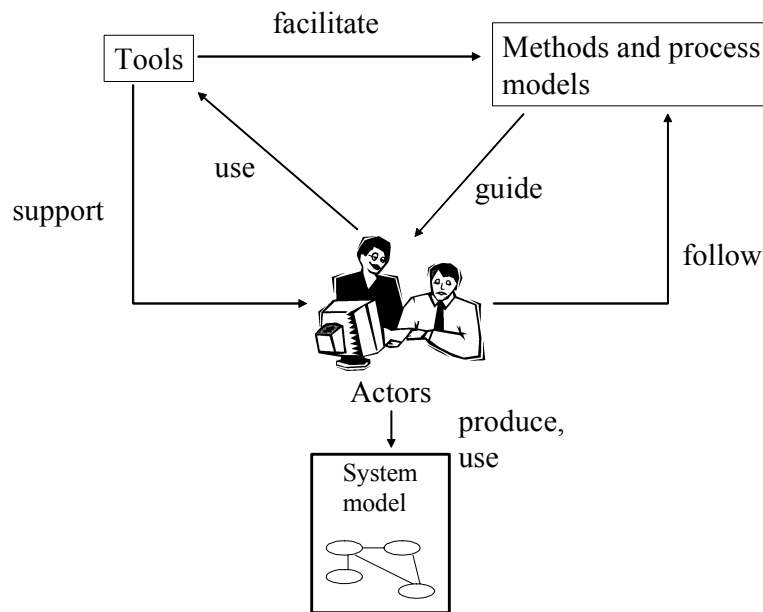 facilitate
Tools
Methods and process
models
use
guide
support
follow
Actors
produce,
use
System
model